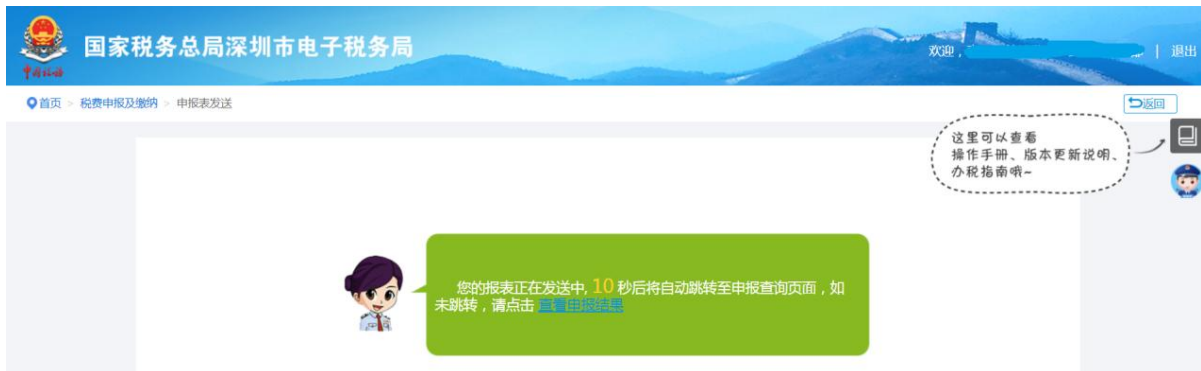 国家税务总局深圳市电子税务局
中国税务
欢迎,
| 退出
首页 > 税费申报及缴纳 > 申报表发送
返回
这里可以查看
操作手册、版本更新说明、
办税指南哦~
您的报表正在发送中, 10 秒后将自动跳转至申报查询页面，如
未跳转，请点击 查看申报结果